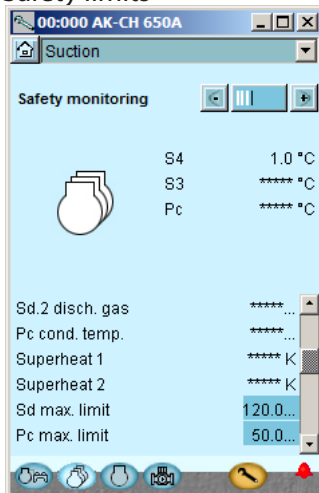 Safety limits
00:000 AK-CH 650A
Suction
Safety monitoring
S4 1.0 °C
S3 ***** °C
Pc ***** °C
Sd.2 disch. gas *****...
Pc cond. temp. *****...
Superheat 1 ***** K
Superheat 2 ***** K
Sd max. limit 120.0...
Pc max. limit 50.0...